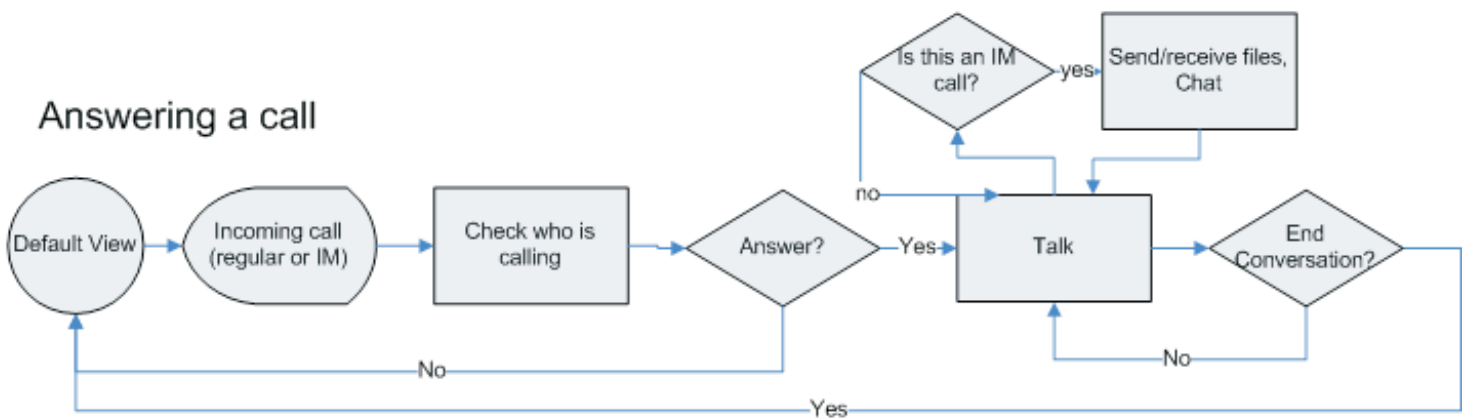 Answering a call
Is this an IM
call?
yes
Send/receive files,
Chat
no
Default View
Incoming call
(regular or IM)
Check who is
calling
Answer?
Yes
Talk
End
Conversation?
No
No
Yes